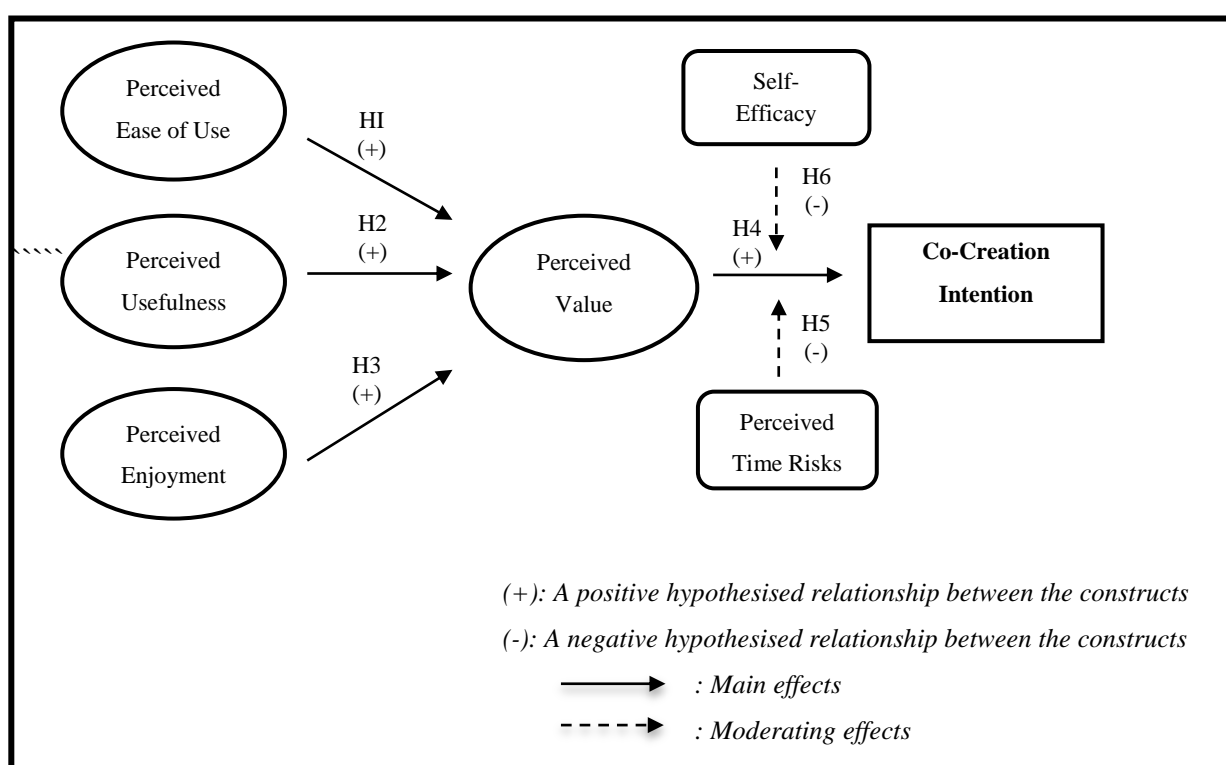 Perceived
Ease of Use
HI
(+)
Perceived
Usefulness
H2
(+)
Perceived
Enjoyment
H3
(+)
Perceived
Value
Self-
Efficacy
H6
(-)
H4
(+)
H5
(-)
Perceived
Time Risks
Co-Creation
Intention
(+): A positive hypothesised relationship between the constructs
(-): A negative hypothesised relationship between the constructs
: Main effects
: Moderating effects